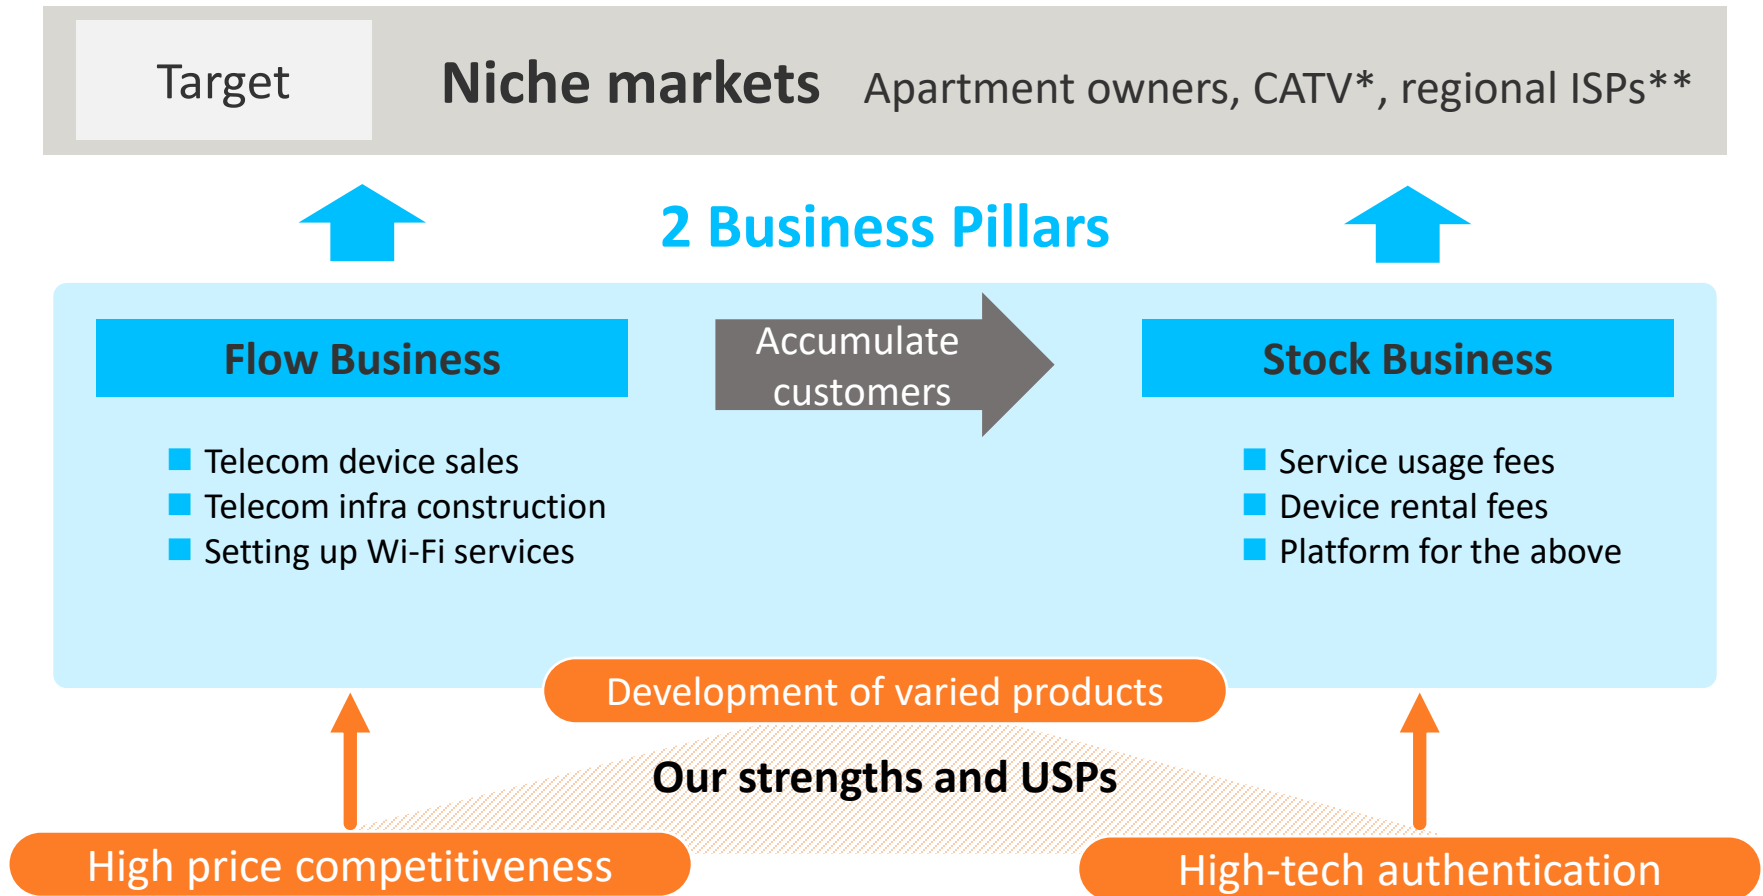 Target
Niche markets Apartment owners, CATV*, regional ISPs**
2 Business Pillars
Flow Business
Accumulate
customers
Stock Business
Telecom device sales
Telecom infra construction
Setting up Wi-Fi services
Service usage fees
Device rental fees
Platform for the above
Development of varied products
Our strengths and USPs
High price competitiveness
High-tech authentication